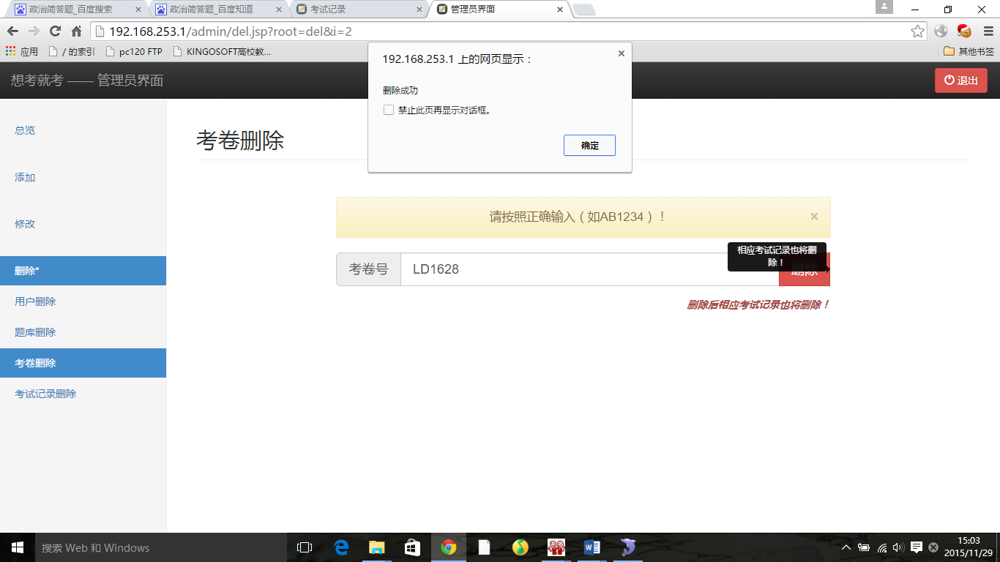 政治简答题_百度搜索
政治简答题_百度知道
考试记录
管理员界面
192.168.253.1/admin/del.jsp?root=del&i=2
应用
/ 的索引
pc120 FTP
KINGOSOFT高校教...
其他书签
192.168.253.1 上的网页显示：
删除成功
禁止此页再显示对话框。
确定
想考就考 —— 管理员界面
退出
总览
添加
修改
删除*
用户删除
题库删除
考卷删除
考试记录删除
考卷删除
请按照正确输入（如AB1234）！
考卷号
LD1628
相应考试记录也将删
除！
删除
删除后相应考试记录也将删除！
搜索 Web 和 Windows
15:03
2015/11/29